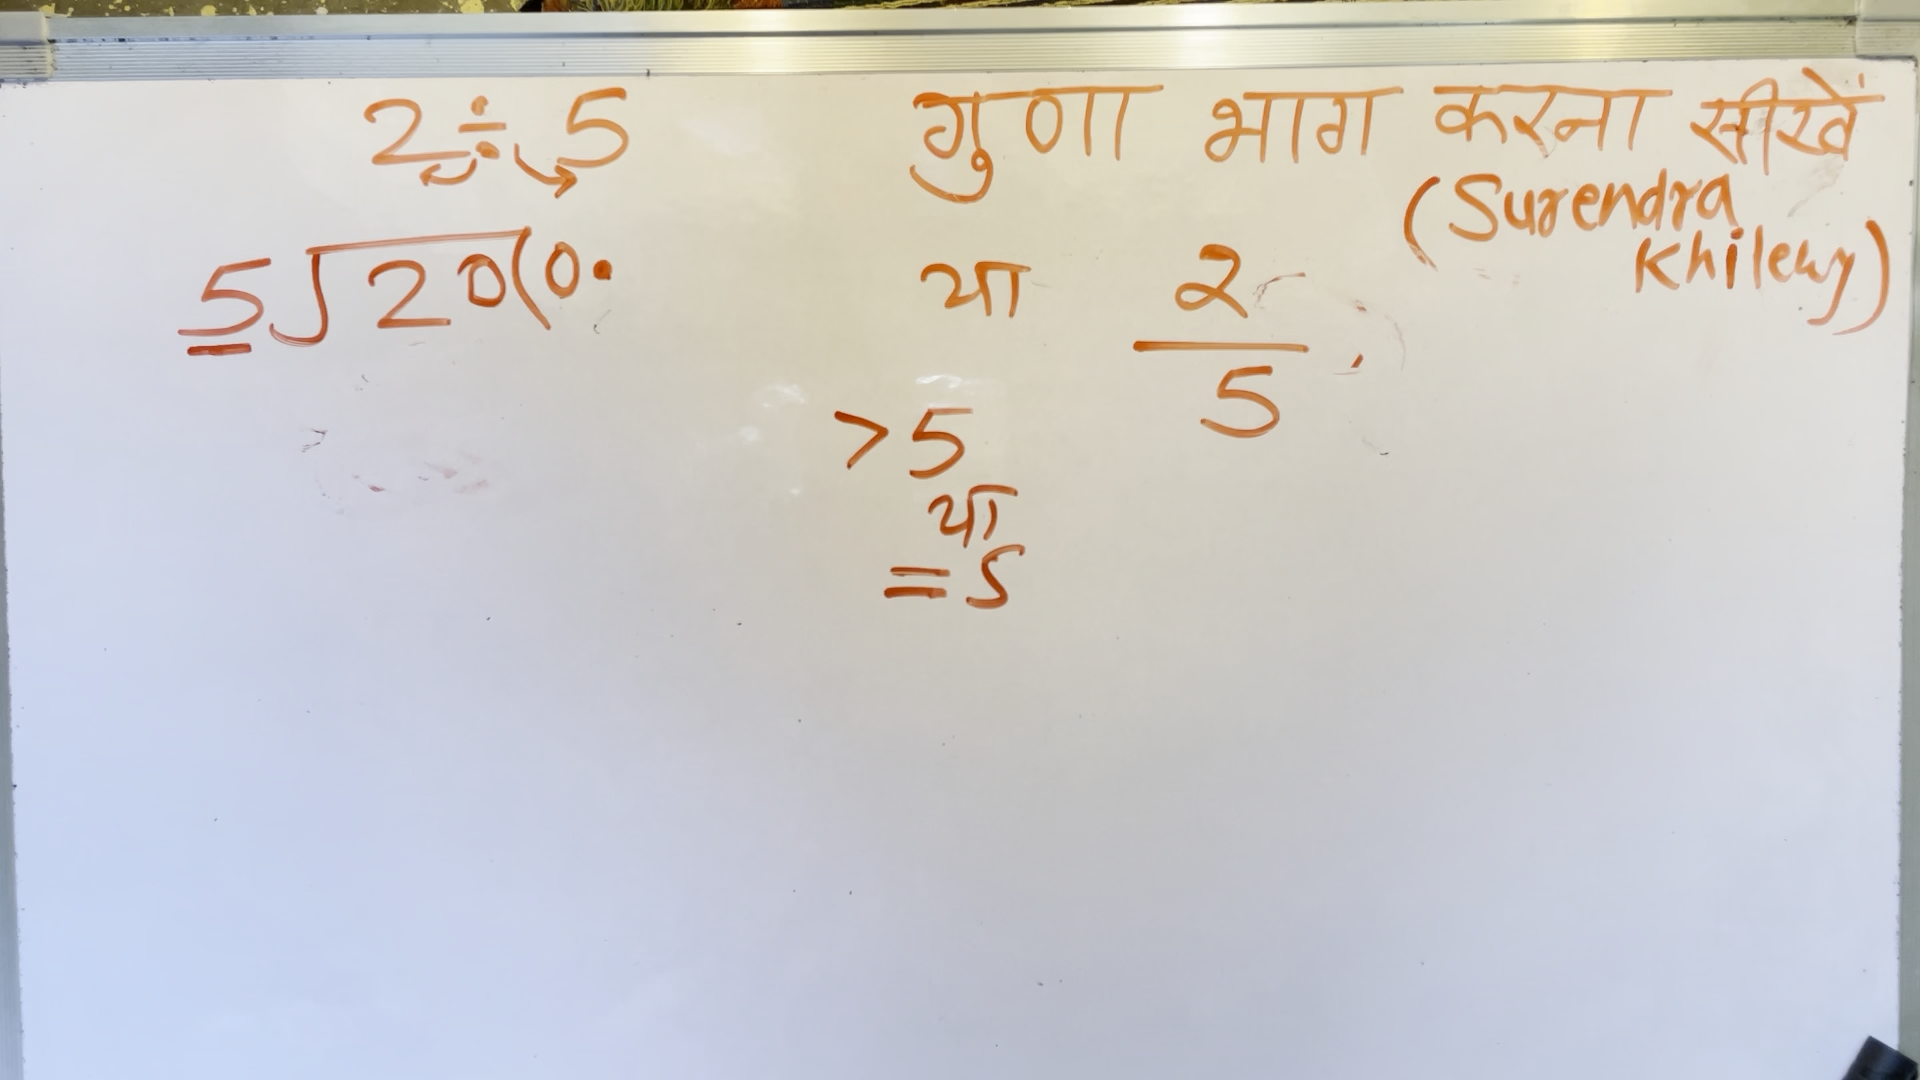 2 ÷ 5
गुणा भाग करना सीखें
(Surendra
Khilery)
5√20(0.
या
2
5
>5
या
=5